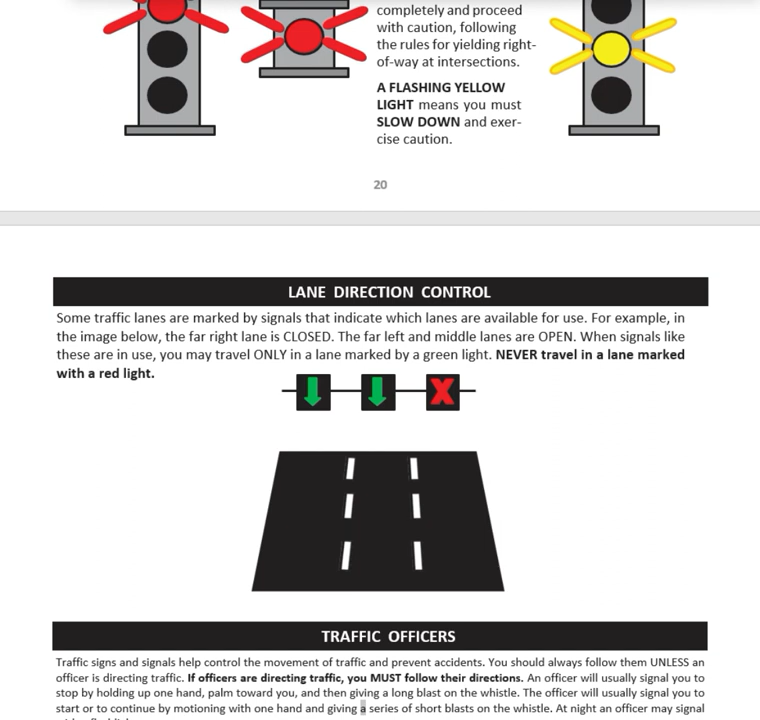 completely and proceed
with caution, following
the rules for yielding right-
of-way at intersections.
A FLASHING YELLOW
LIGHT means you must
SLOW DOWN and exer-
cise caution.
20
LANE DIRECTION CONTROL
Some traffic lanes are marked by signals that indicate which lanes are available for use. For example, in
the image below, the far right lane is CLOSED. The far left and middle lanes are OPEN. When signals like
these are in use, you may travel ONLY in a lane marked by a green light. NEVER travel in a lane marked
with a red light.
TRAFFIC OFFICERS
Traffic signs and signals help control the movement of traffic and prevent accidents. You should always follow them UNLESS an
officer is directing traffic. If officers are directing traffic, you MUST follow their directions. An officer will usually signal you to
stop by holding up one hand, palm toward you, and then giving a long blast on the whistle. The officer will usually signal you to
start or to continue by motioning with one hand and giving a series of short blasts on the whistle. At night an officer may signal